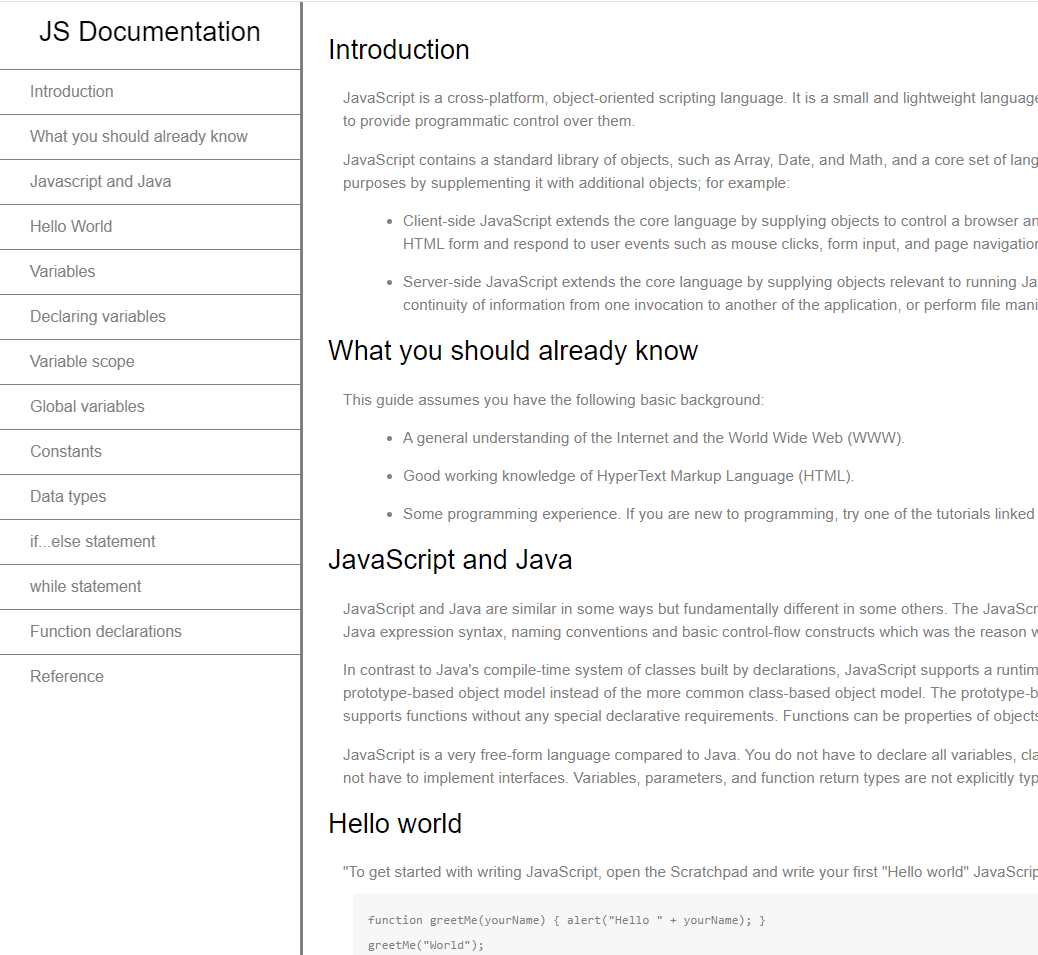 JS Documentation
Introduction
What you should already know
Javascript and Java
Hello World
Variables
Declaring variables
Variable scope
Global variables
Constants
Data types
if...else statement
while statement
Function declarations
Reference
Introduction
JavaScript is a cross-platform, object-oriented scripting language. It is a small and lightweight language
to provide programmatic control over them.
JavaScript contains a standard library of objects, such as Array, Date, and Math, and a core set of lang
purposes by supplementing it with additional objects; for example:
• Client-side JavaScript extends the core language by supplying objects to control a browser an
HTML form and respond to user events such as mouse clicks, form input, and page navigation
• Server-side JavaScript extends the core language by supplying objects relevant to running Ja
continuity of information from one invocation to another of the application, or perform file mani
What you should already know
This guide assumes you have the following basic background:
• A general understanding of the Internet and the World Wide Web (WWW).
• Good working knowledge of HyperText Markup Language (HTML).
• Some programming experience. If you are new to programming, try one of the tutorials linked
JavaScript and Java
JavaScript and Java are similar in some ways but fundamentally different in some others. The JavaScr
Java expression syntax, naming conventions and basic control-flow constructs which was the reason w
In contrast to Java's compile-time system of classes built by declarations, JavaScript supports a runtim
prototype-based object model instead of the more common class-based object model. The prototype-b
supports functions without any special declarative requirements. Functions can be properties of objects
JavaScript is a very free-form language compared to Java. You do not have to declare all variables, cla
not have to implement interfaces. Variables, parameters, and function return types are not explicitly typ
Hello world
"To get started with writing JavaScript, open the Scratchpad and write your first "Hello world" JavaScrip
function greetMe(yourName) { alert("Hello " + yourName); }
greetMe("World");